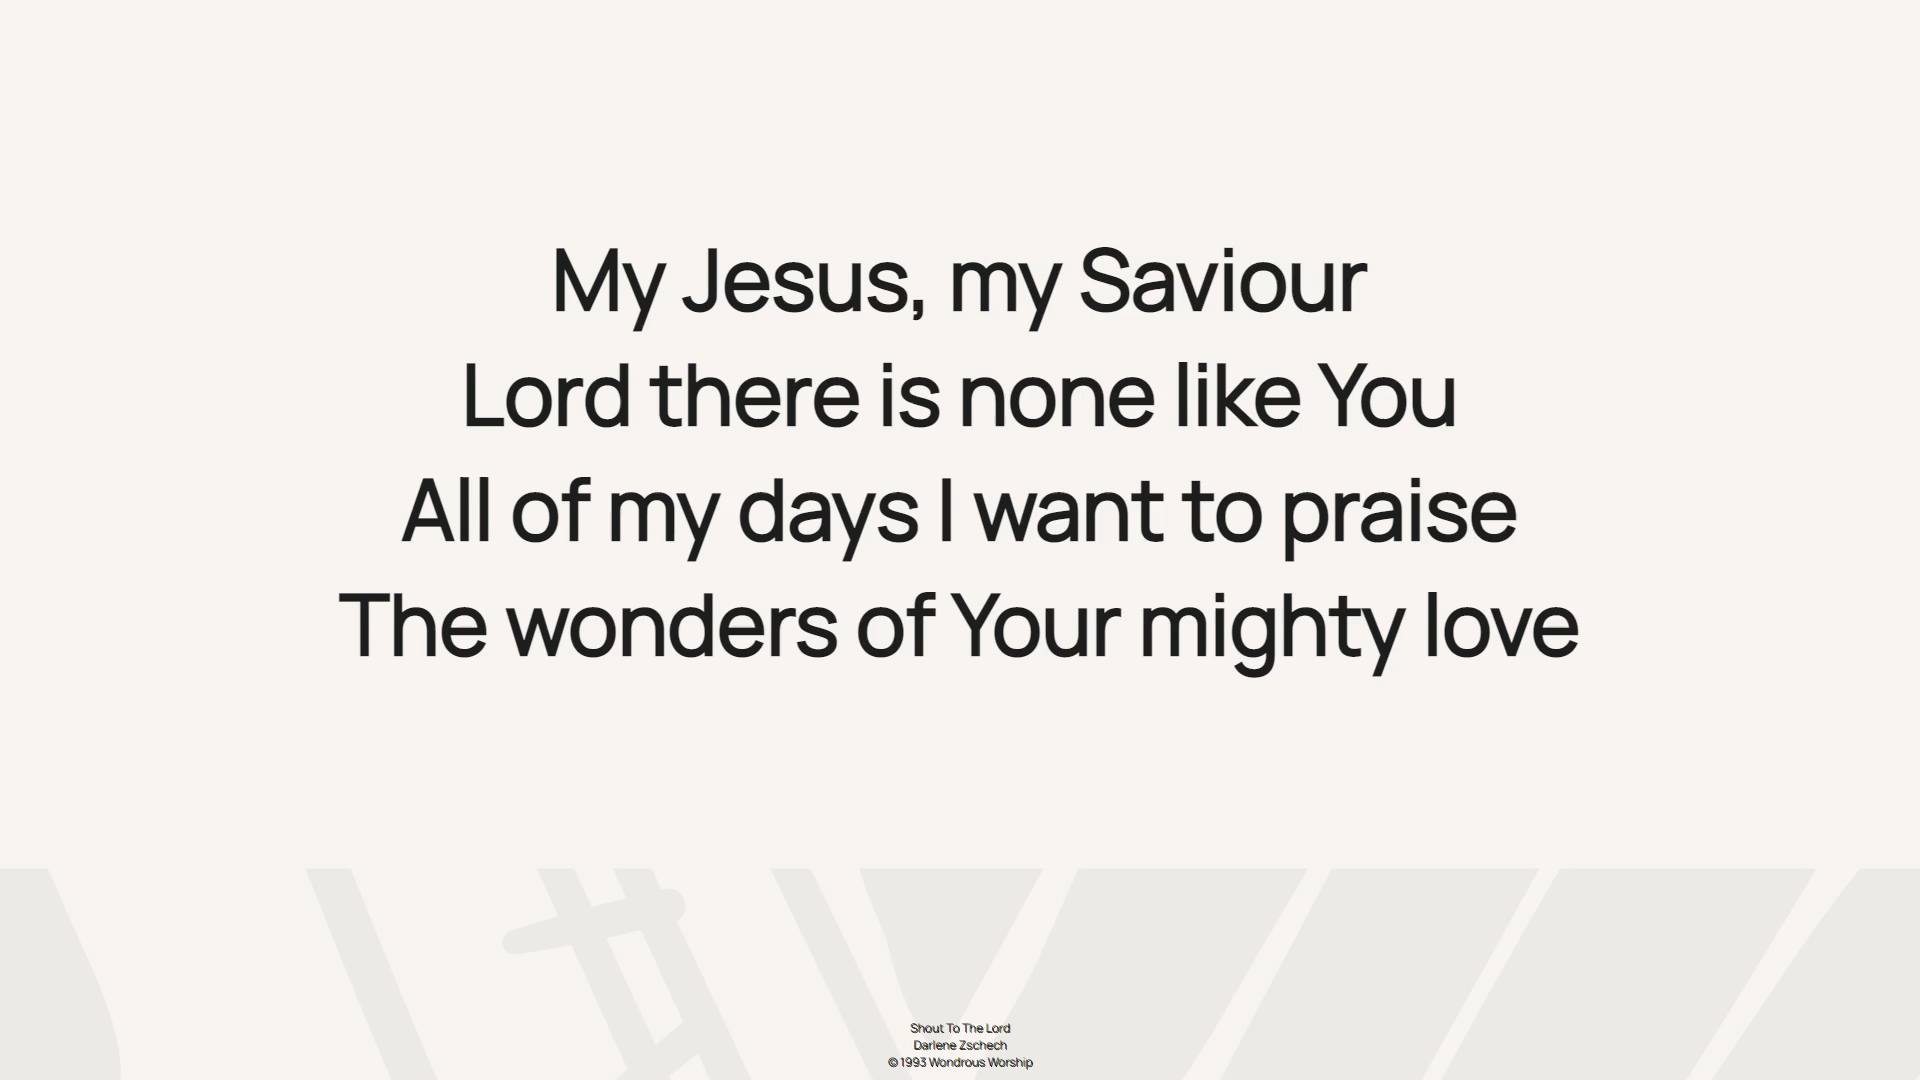 My Jesus, my Saviour
Lord there is none like You
All of my days I want to praise
The wonders of Your mighty love
Shout To The Lord
Darlene Zschech
© 1993 Wondrous Worship